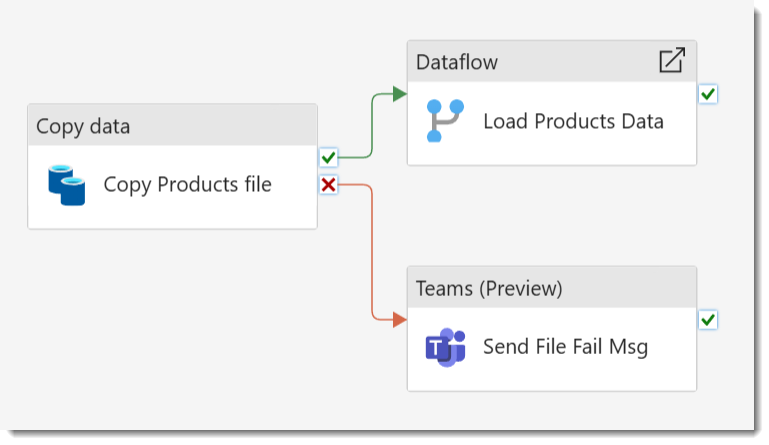 Copy data
Copy Products file
Dataflow
Load Products Data
Teams (Preview)
Send File Fail Msg